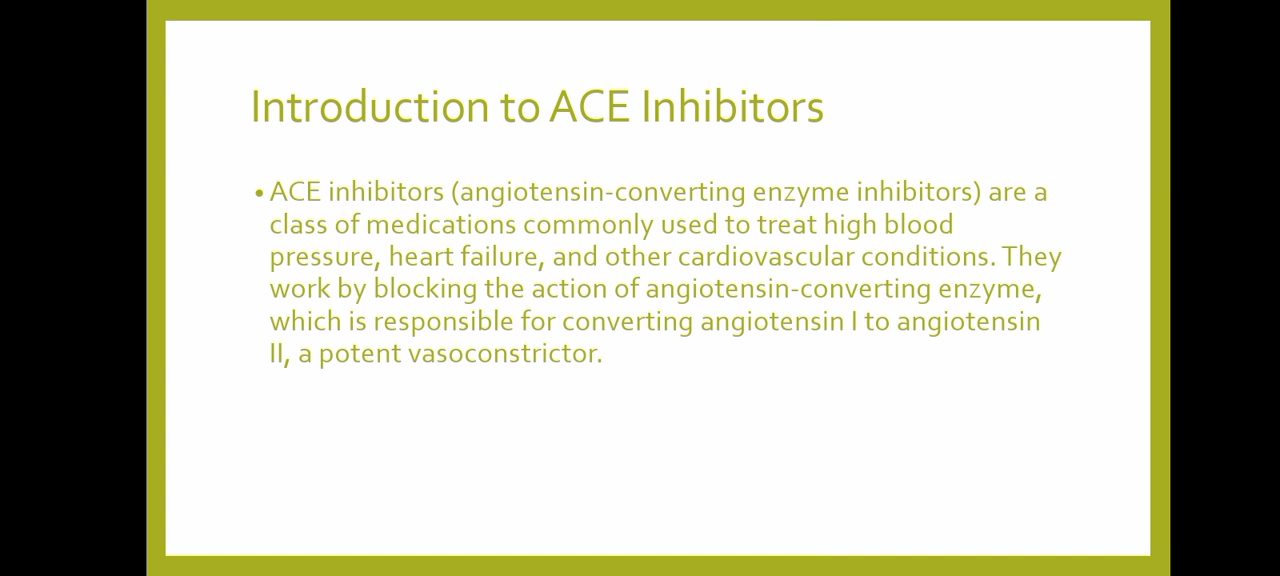 Introduction to ACE Inhibitors
• ACE inhibitors (angiotensin-converting enzyme inhibitors) are a
class of medications commonly used to treat high blood
pressure, heart failure, and other cardiovascular conditions. They
work by blocking the action of angiotensin-converting enzyme,
which is responsible for converting angiotensin I to angiotensin
II, a potent vasoconstrictor.